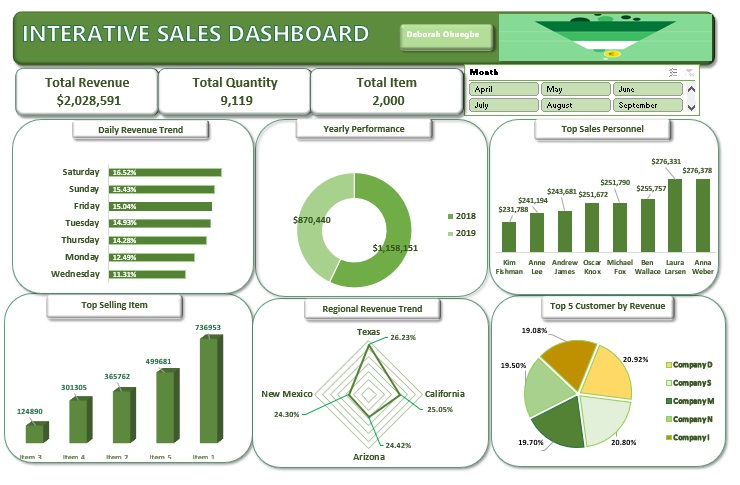 INTERATIVE SALES DASHBOARD
Deborah Okuegbe
Total Revenue
$2,028,591
Total Quantity
9,119
Total Item
2,000
Month
April May June
July August September
Daily Revenue Trend
Saturday 16.52%
Sunday 15.43%
Friday 15.04%
Tuesday 14.93%
Thursday 14.28%
Monday 12.49%
Wednesday 11.31%
Yearly Performance
$870,440
$1,158,151
2018
2019
Top Sales Personnel
$231,788 $241,194 $243,681 $251,672 $251,790 $255,757 $276,331 $276,378
Kim Anne Andrew Oscar Michael Ben Laura Anna
Fishman Lee James Knox Fox Wallace Larsen Weber
Top Selling Item
124890 301305 365762 499681 736953
Item 3 Item 4 Item 2 Item 5 Item 1
Regional Revenue Trend
Texas
26.23%
New Mexico
24.30%
California
25.05%
24.42%
Arizona
Top 5 Customer by Revenue
19.08%
20.92%
19.50%
19.70%
20.80%
Company D
Company S
Company M
Company N
Company I